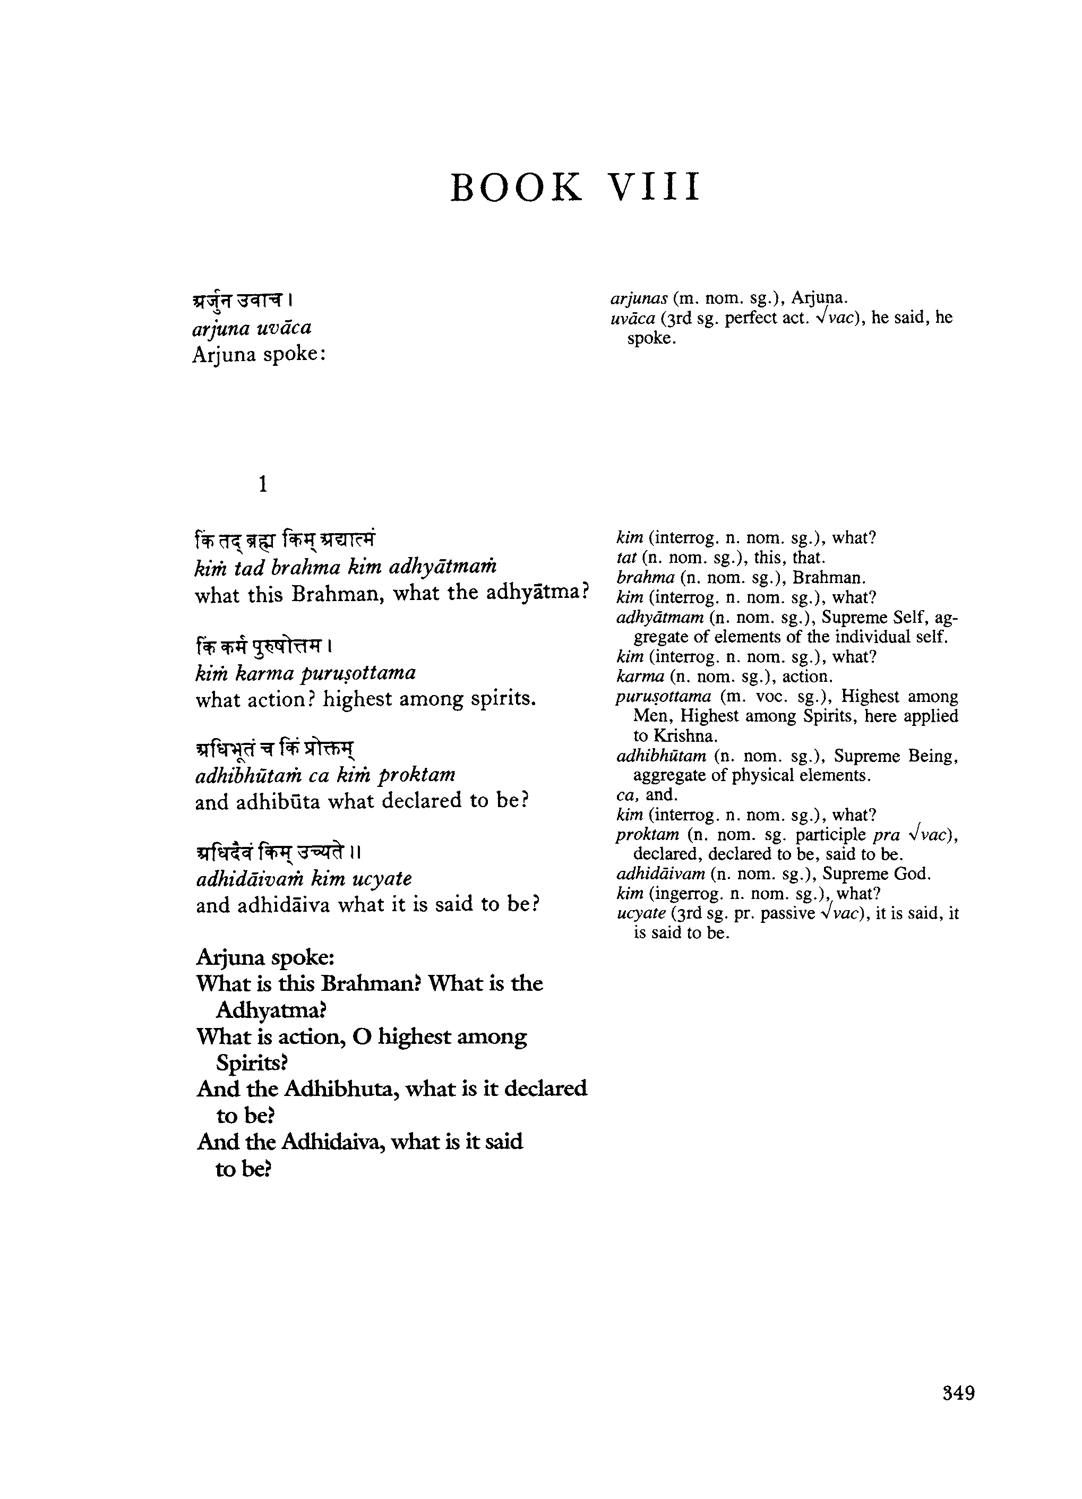 BOOK VIII
अर्जुन उवाच ।
arjuna uvāca
Arjuna spoke:
arjunas (m. nom. sg.), Arjuna.
uvāca (3rd sg. perfect act. √vac), he said, he
spoke.
1
किं तद् ब्रह्म किम् अध्यात्मं
kiṁ tad brahma kim adhyātmaṁ
what this Brahman, what the adhyātma?
किं कर्म पुरुषोत्तम ।
kiṁ karma puruṣottama
what action? highest among spirits.
अधिभूतं च किं प्रोक्तम्
adhibhūtaṁ ca kiṁ proktam
and adhibūta what declared to be?
अधिदैवं किम् उच्यते ॥
adhidāivaṁ kim ucyate
and adhidāiva what it is said to be?
Arjuna spoke:
What is this Brahman? What is the
Adhyatma?
What is action, O highest among
Spirits?
And the Adhibhuta, what is it declared
to be?
And the Adhidaiva, what is it said
to be?
kim (interrog. n. nom. sg.), what?
tat (n. nom. sg.), this, that.
brahma (n. nom. sg.), Brahman.
kim (interrog. n. nom. sg.), what?
adhyātmam (n. nom. sg.), Supreme Self, ag-
gregate of elements of the individual self.
kim (interrog. n. nom. sg.), what?
karma (n. nom. sg.), action.
puruṣottama (m. voc. sg.), Highest among
Men, Highest among Spirits, here applied
to Krishna.
adhibhūtam (n. nom. sg.), Supreme Being,
aggregate of physical elements.
ca, and.
kim (interrog. n. nom. sg.), what?
proktam (n. nom. sg. participle pra √vac),
declared, declared to be, said to be.
adhidāivam (n. nom. sg.), Supreme God.
kim (ingerrog. n. nom. sg.), what?
ucyate (3rd sg. pr. passive √vac), it is said, it
is said to be.
349